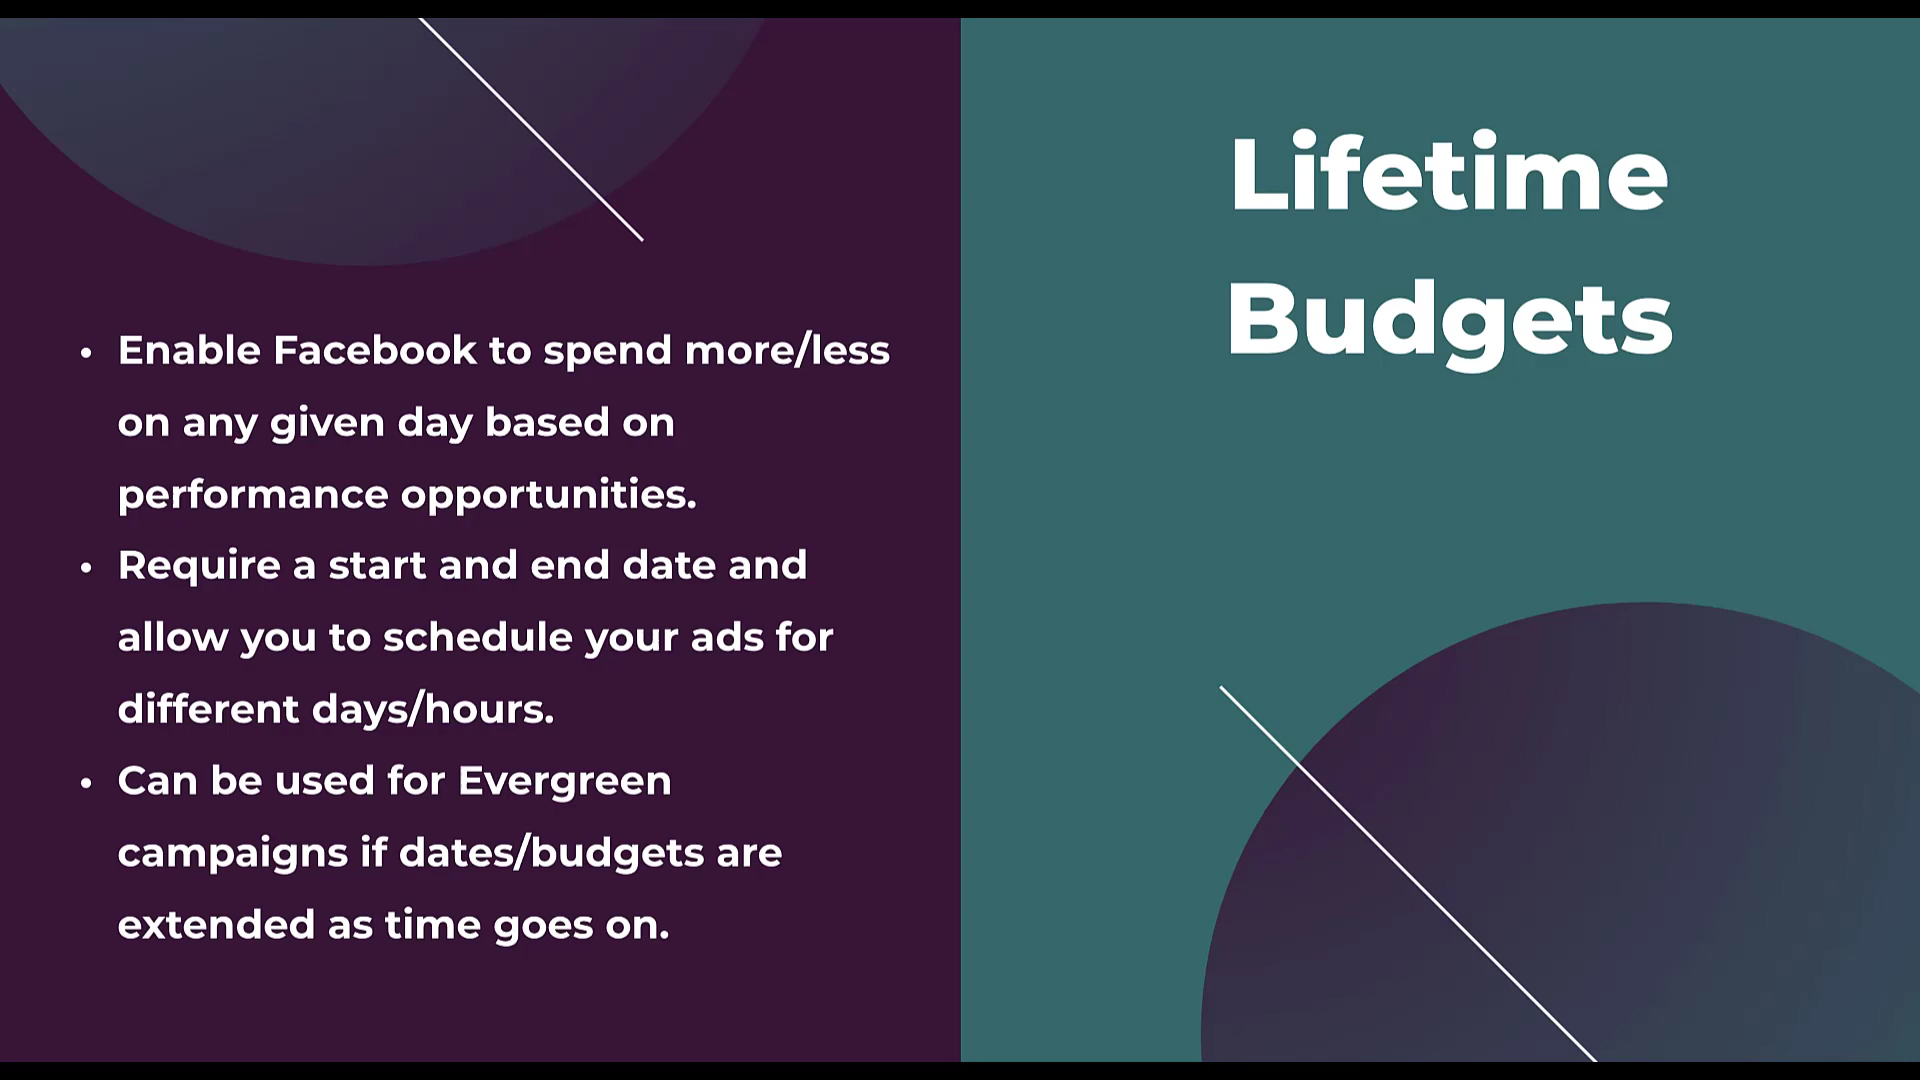 Lifetime
Budgets
• Enable Facebook to spend more/less
on any given day based on
performance opportunities.
• Require a start and end date and
allow you to schedule your ads for
different days/hours.
• Can be used for Evergreen
campaigns if dates/budgets are
extended as time goes on.